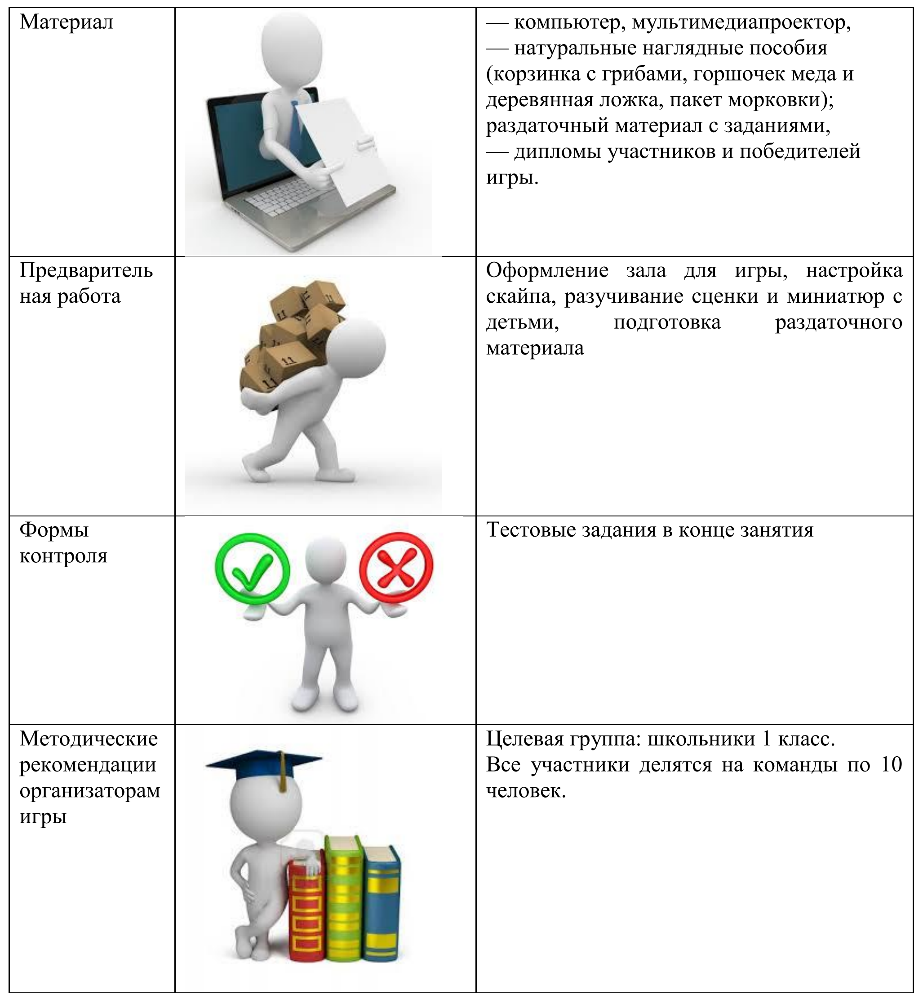 Материал
— компьютер, мультимедиапроектор,
— натуральные наглядные пособия
(корзинка с грибами, горшочек меда и
деревянная ложка, пакет морковки);
раздаточный материал с заданиями,
— дипломы участников и победителей
игры.
Предваритель
ная работа
Оформление зала для игры, настройка
скайпа, разучивание сценки и миниатюр с
детьми, подготовка раздаточного
материала
Формы
контроля
Тестовые задания в конце занятия
Методические
рекомендации
организаторам
игры
Целевая группа: школьники 1 класс.
Все участники делятся на команды по 10
человек.